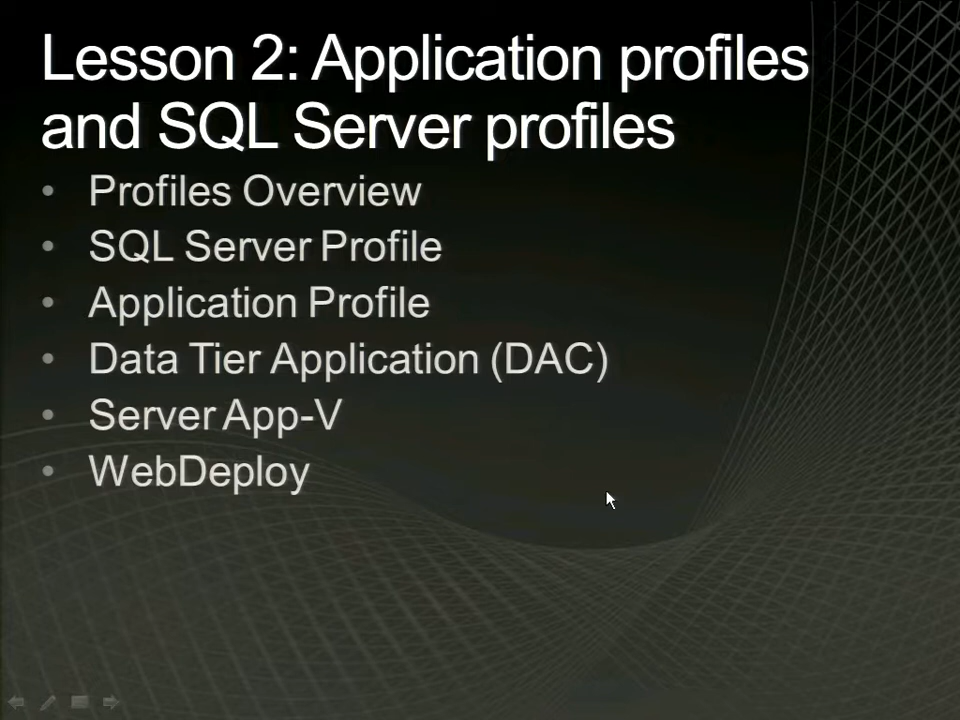 Lesson 2: Application profiles
and SQL Server profiles
• Profiles Overview
• SQL Server Profile
• Application Profile
• Data Tier Application (DAC)
• Server App-V
• WebDeploy